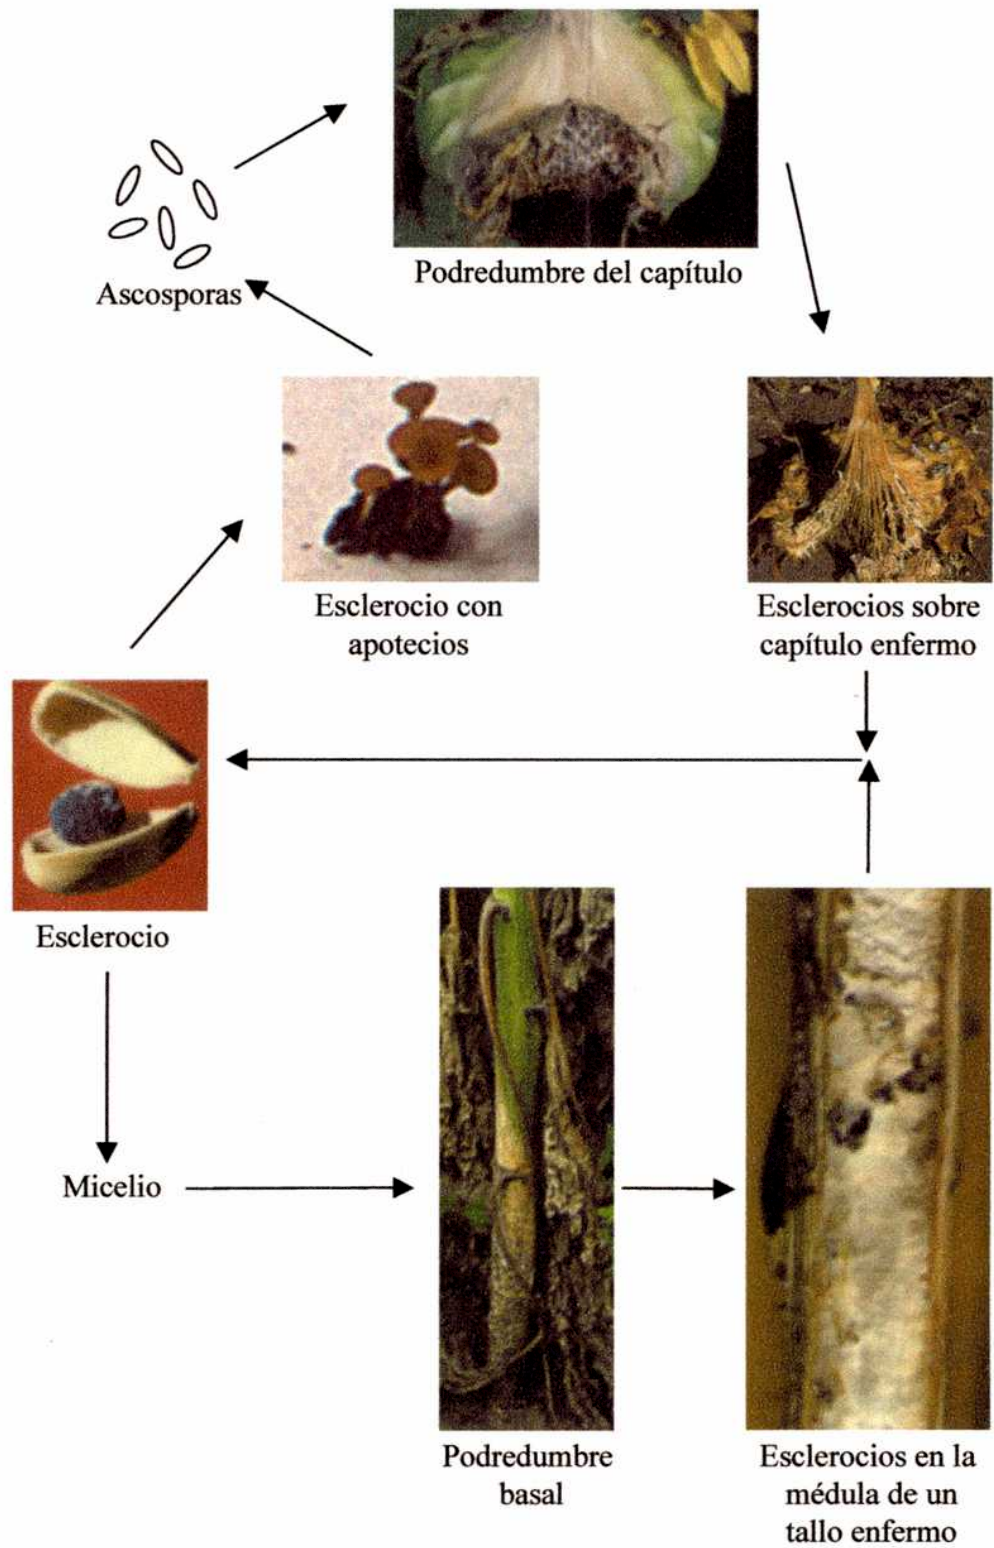 Podredumbre del capítulo
Ascosporas
Esclerocio con
apotecios
Esclerocios sobre
capítulo enfermo
Esclerocio
Micelio
Podredumbre
basal
Esclerocios en la
médula de un
tallo enfermo